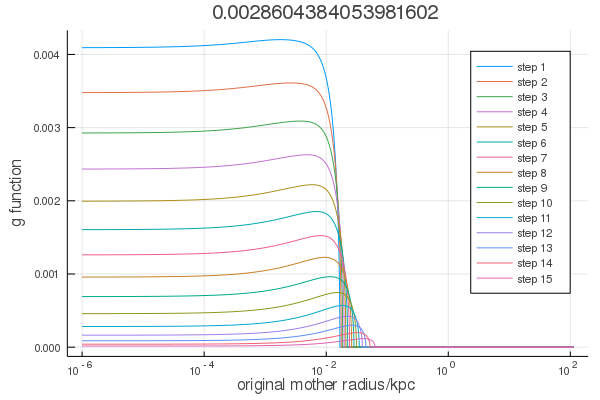 0.0028604384053981602
g function
0.004
0.003
0.002
0.001
0.000
step 1
step 2
step 3
step 4
step 5
step 6
step 7
step 8
step 9
step 10
step 11
step 12
step 13
step 14
step 15
10^-6 10^-4 10^-2 10^0 10^2
original mother radius/kpc